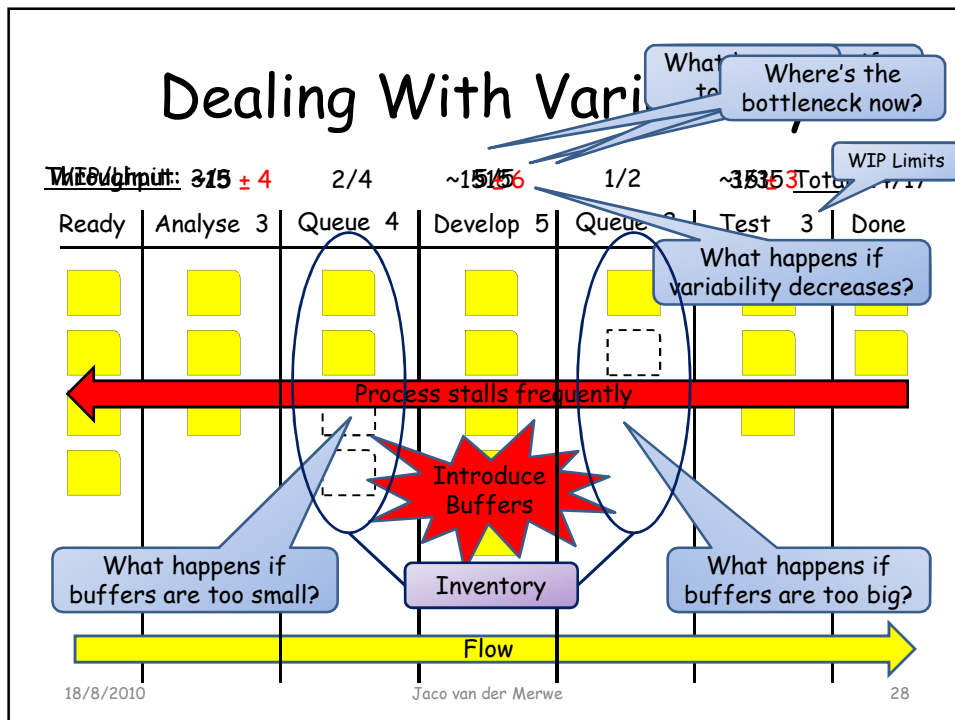 What
Where's the
bottleneck now?
Dealing With
WIP Limits
2/4
1/2
Ready
Analyse 3
Queue 4
Develop 5
Queue
Test 3
Done
What happens if
variability decreases?
Process stalls frequently
Introduce
Buffers
What happens if
buffers are too small?
Inventory
What happens if
buffers are too big?
Flow
18/8/2010
Jaco van der Merwe
28